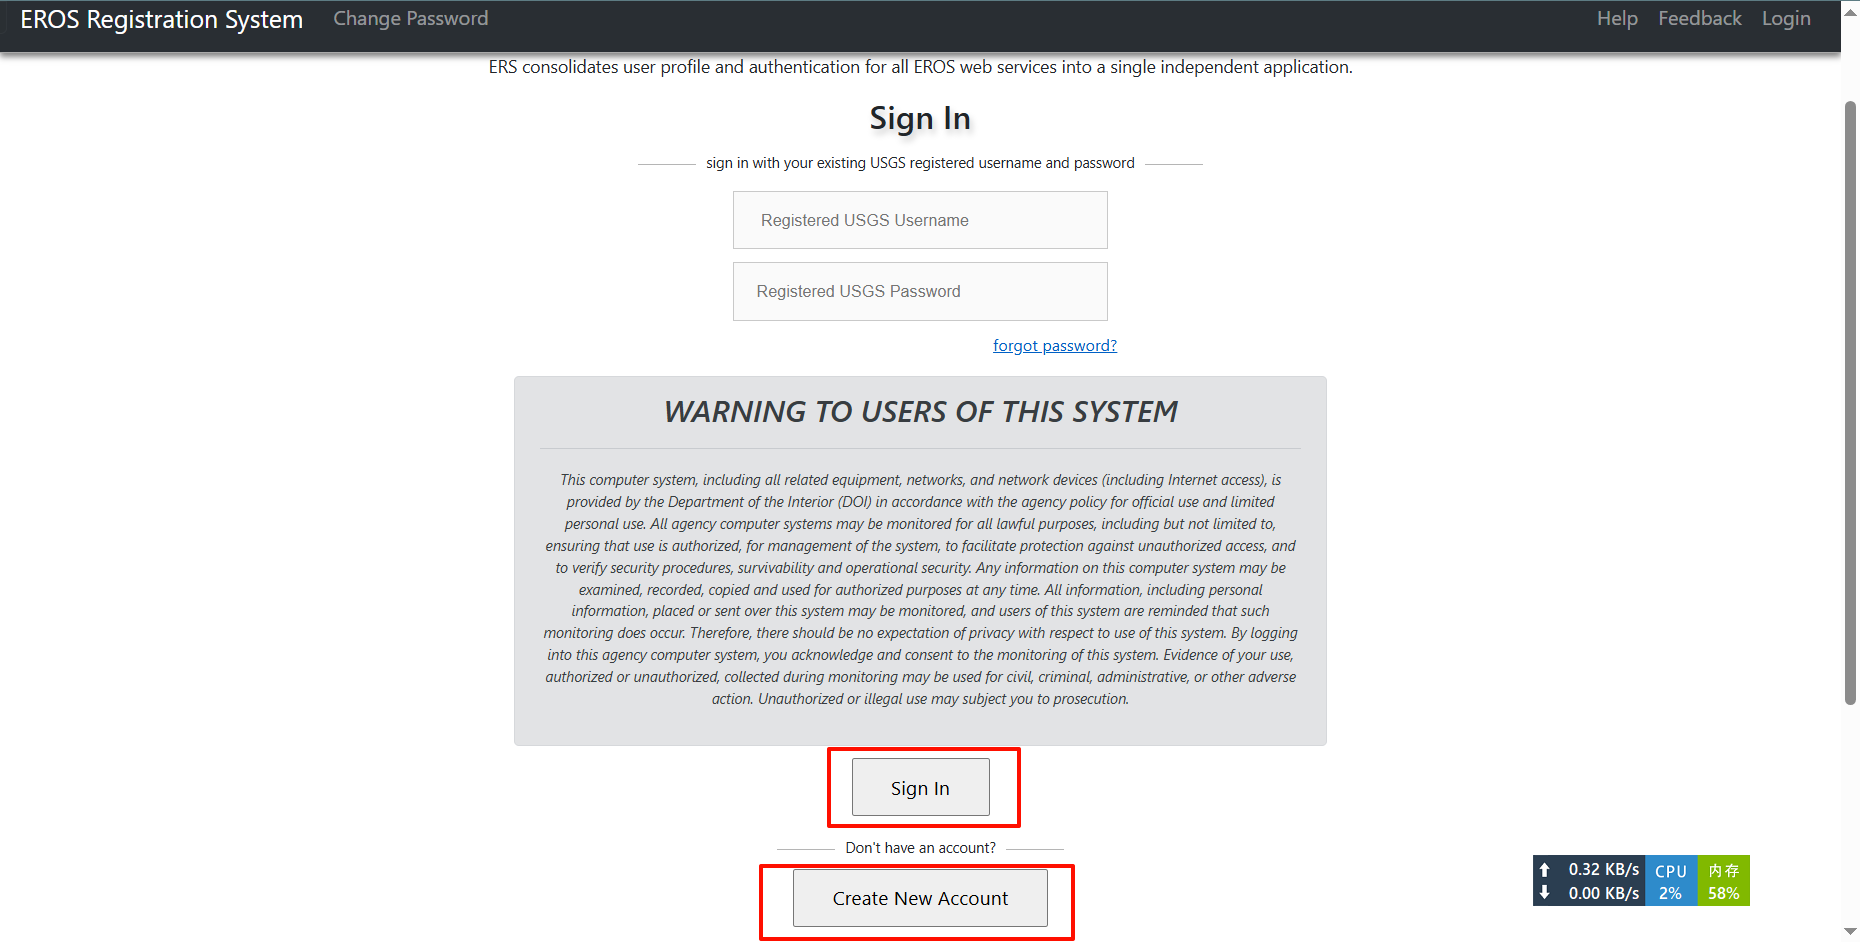 EROS Registration System Change Password Help Feedback Login
ERS consolidates user profile and authentication for all EROS web services into a single independent application.
Sign In
sign in with your existing USGS registered username and password
Registered USGS Username
Registered USGS Password
forgot password?
WARNING TO USERS OF THIS SYSTEM
This computer system, including all related equipment, networks, and network devices (including Internet access), is
provided by the Department of the Interior (DOI) in accordance with the agency policy for official use and limited
personal use. All agency computer systems may be monitored for all lawful purposes, including but not limited to,
ensuring that use is authorized, for management of the system, to facilitate protection against unauthorized access, and
to verify security procedures, survivability and operational security. Any information on this computer system may be
examined, recorded, copied and used for authorized purposes at any time. All information, including personal
information, placed or sent over this system may be monitored, and users of this system are reminded that such
monitoring does occur. Therefore, there should be no expectation of privacy with respect to use of this system. By logging
into this agency computer system, you acknowledge and consent to the monitoring of this system. Evidence of your use,
authorized or unauthorized, collected during monitoring may be used for civil, criminal, administrative, or other adverse
action. Unauthorized or illegal use may subject you to prosecution.
Sign In
Don't have an account?
Create New Account
0.32 KB/s CPU 内存
0.00 KB/s 2% 58%